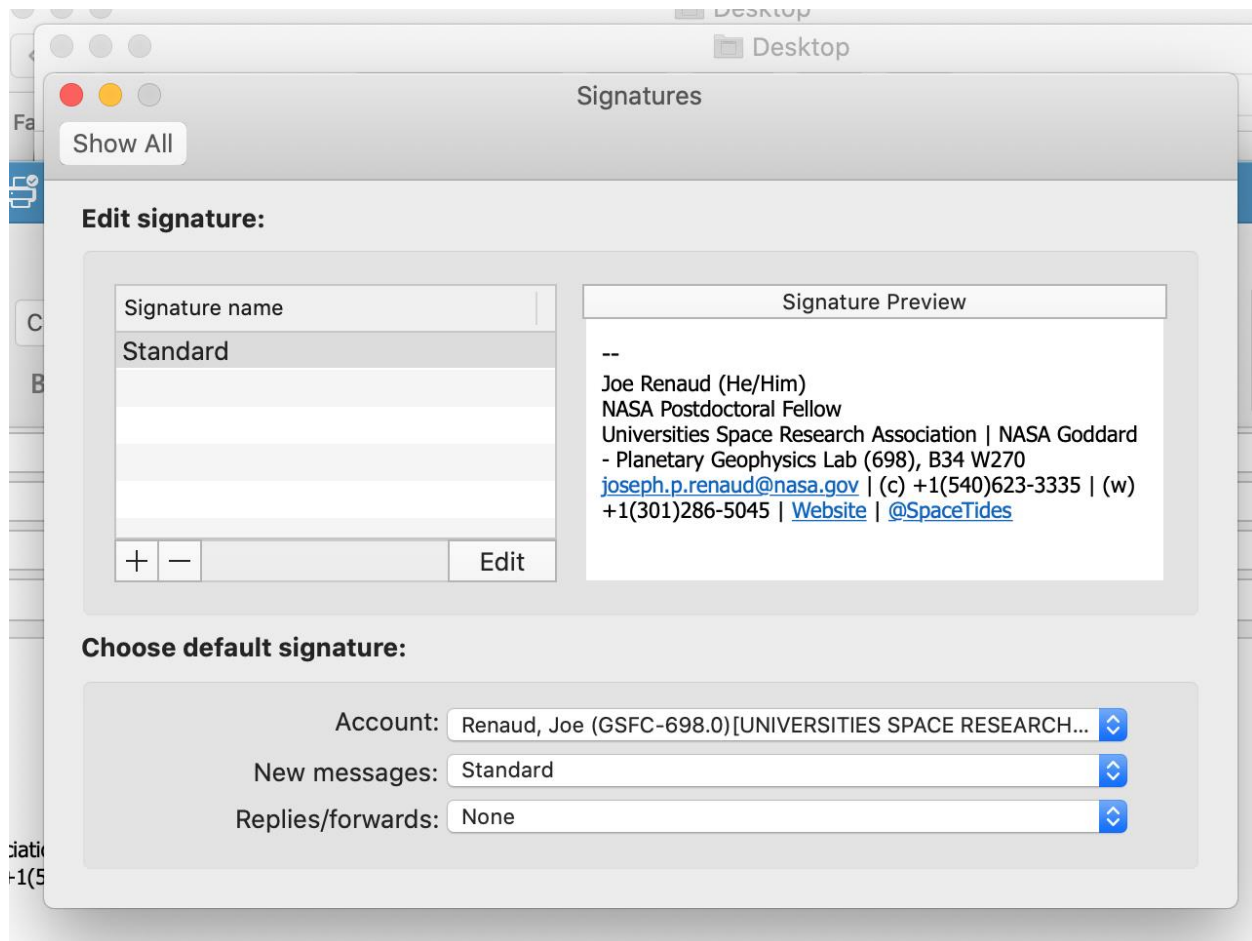 Desktop
Desktop
Signatures
Show All
Edit signature:
Signature name
Standard
Edit
Signature Preview
--
Joe Renaud (He/Him)
NASA Postdoctoral Fellow
Universities Space Research Association | NASA Goddard
- Planetary Geophysics Lab (698), B34 W270
joseph.p.renaud@nasa.gov | (c) +1(540)623-3335 | (w)
+1(301)286-5045 | Website | @SpaceTides
Choose default signature:
Account: Renaud, Joe (GSFC-698.0)[UNIVERSITIES SPACE RESEARCH...
New messages: Standard
Replies/forwards: None